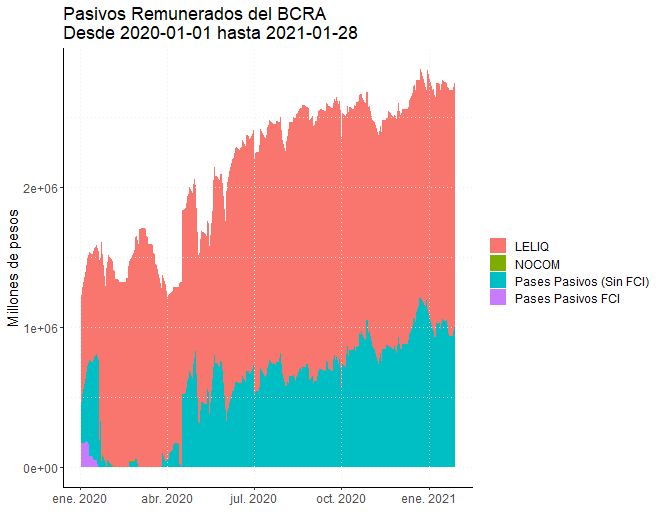 Pasivos Remunerados del BCRA
Desde 2020-01-01 hasta 2021-01-28
Millones de pesos
2e+06
1e+06
0e+00
ene. 2020
abr. 2020
jul. 2020
oct. 2020
ene. 2021
LELIQ
NOCOM
Pases Pasivos (Sin FCI)
Pases Pasivos FCI